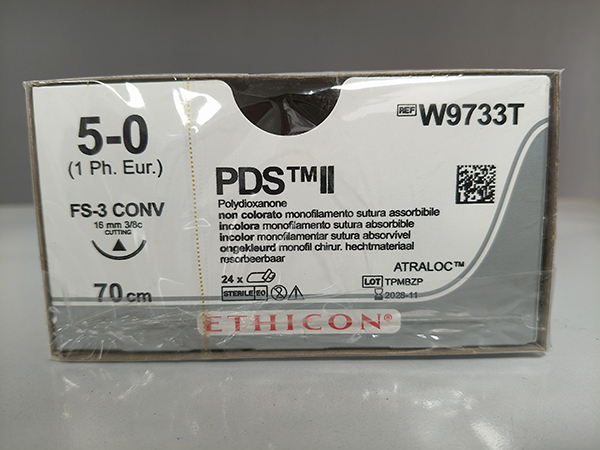 5-0
(1 Ph. Eur.)
FS-3 CONV
16 mm 3/8c
CUTTING
70 cm
REF W9733T
PDS™II
Polydioxanone
non colorato monofilamento sutura assorbibile
incolora monofilamento sutura absorbible
incolor monofilamento sutura absorvível
ongekleurd monofil chirur. hechtmateriaal
resorbeerbaar
24 x
STERILE EO
ATRALOC™
LOT TPMBZP
2028-11
ETHICON®